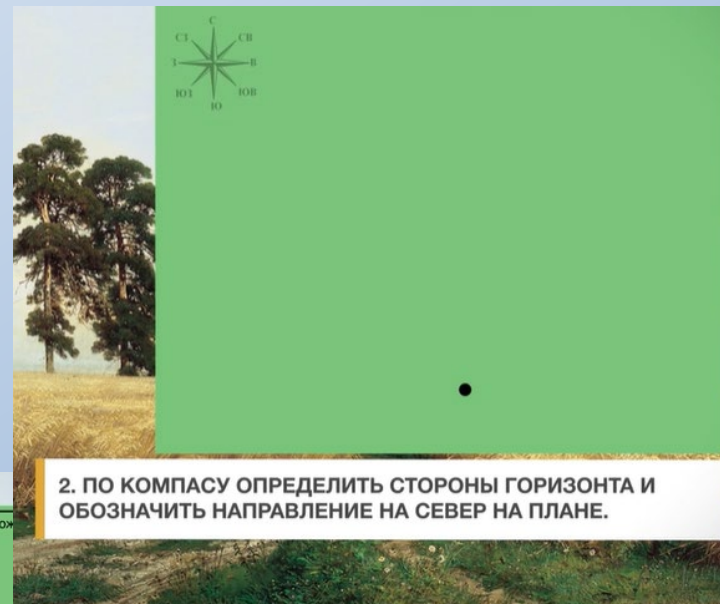 С
СЗ СВ
З В
ЮЗ ЮВ
Ю
2. ПО КОМПАСУ ОПРЕДЕЛИТЬ СТОРОНЫ ГОРИЗОНТА И
ОБОЗНАЧИТЬ НАПРАВЛЕНИЕ НА СЕВЕР НА ПЛАНЕ.